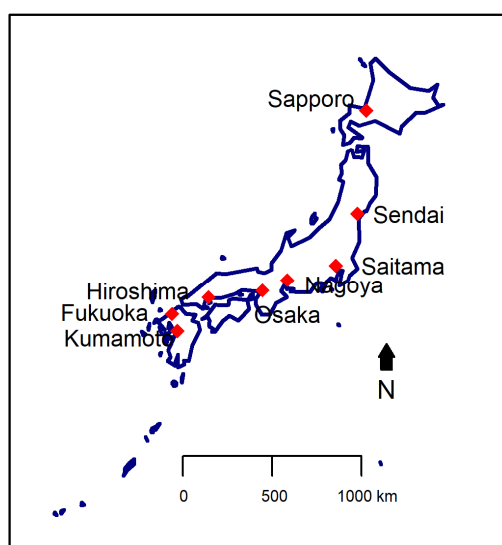 Sapporo
Sendai
Saitama
Nagoya
Hiroshima
Osaka
Fukuoka
Kumamoto
N
0 500 1000 km